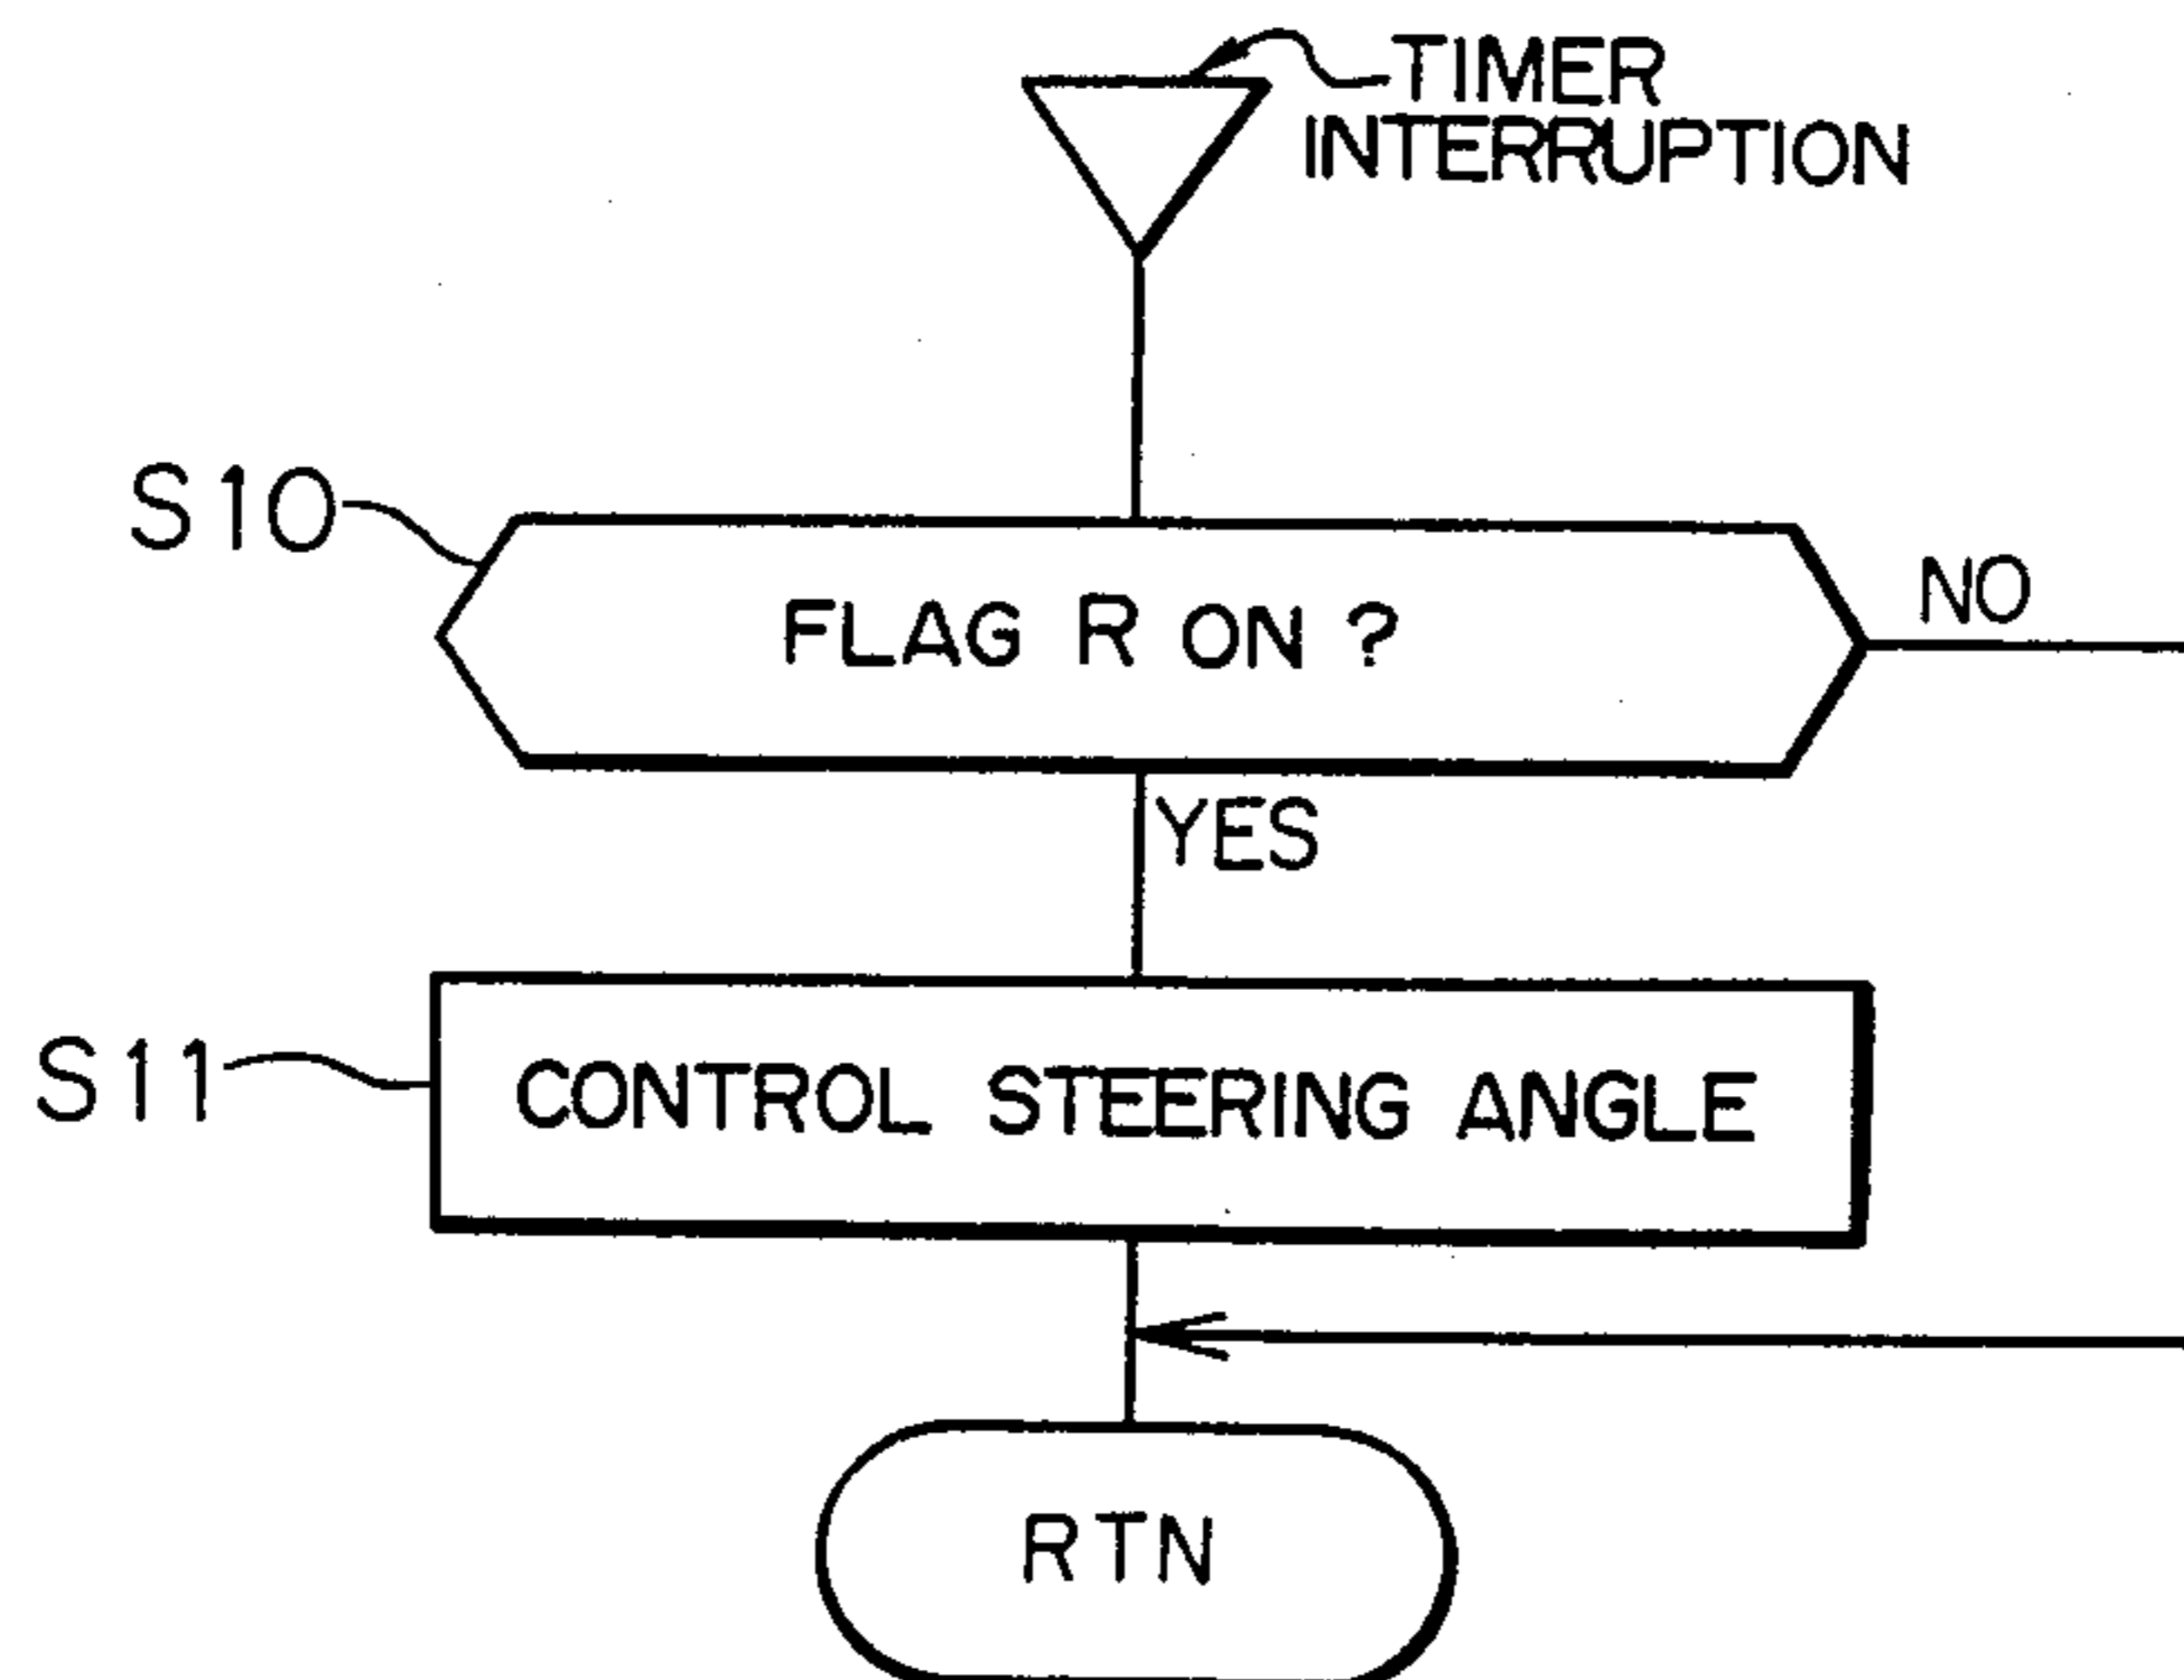 TIMER
INTERRUPTION
S10
FLAG R ON ?
NO
YES
S11
CONTROL STEERING ANGLE
RTN